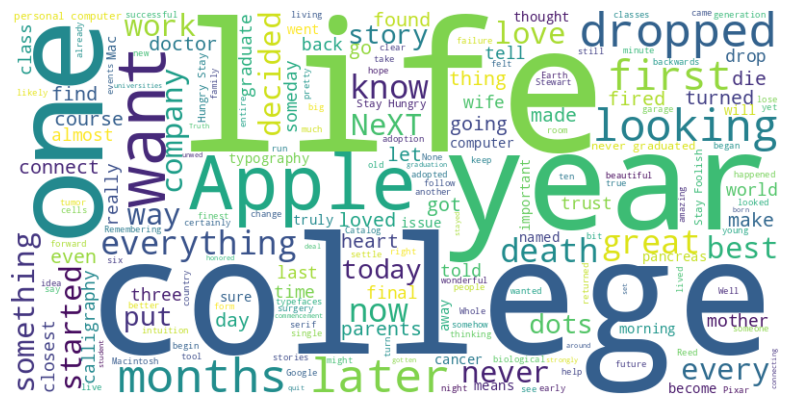 personal computer
successful
living
classes
came
generation
class
work
story
found
love
dropped
already
universities
Mac
doctor
graduate
back
go
tell
thought
drop
minute
new
went
clear
take
failure
felt
still
backwards
likely
find
events
company
decided
Hungry Stay
family
someday
hope
pretty
know
thing
Earth
Stewart
first
die
lose
one
want
life
Stay Hungry
wife
fired
garage
yet
course
big
turned
will
looking
almost
Truth
entire
much
NeXT
going
made
room
never graduated
began
connect
unwed
run
adoption
computer
typography
let
None
graduation
keep
ten
beautiful
happened
really
old
adopted
follow
another
important
true
world
Stay Foolish
tumor
cells
Apple
year
way
finest
change
truly
loved
issue
got
trust
looked
amazing
born
make
young
Remembering
certainly
Catalog
stayed
everything
heart
settle
right
death
named
bit
great
best
even
forward
deal
honored
something
started
calligraphy
six
country
college
last
today
told
wonderful
people
pancreas
returned
lived
Well
idea
say
three
sure
typefaces
time
final
wanted
morning
mother
someone
closest
put
better
form
surgery
commencement
now
Whole
away
somehow
dots
set
intuition
day
serif
single
parents
thinking
live
student
Macintosh
begin
stories
turn
might
gotten
cancer
biological
strongly
future
around
Reed
every
connecting
months
tool
Google
later
never
night
means
see
early
help
become
Pixar
quit